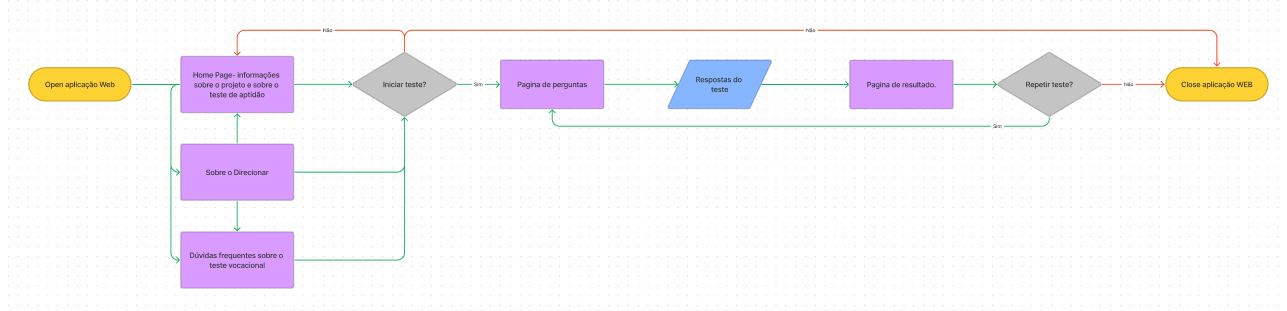 Não
Não
Open aplicação Web
Home Page- informações
sobre o projeto e sobre o
teste de aptidão
Iniciar teste?
Sim
Pagina de perguntas
Respostas do
teste
Pagina de resultado.
Repetir teste?
Não
Close aplicação WEB
Sim
Sobre o Direcionar
Dúvidas frequentes sobre o
teste vocacional